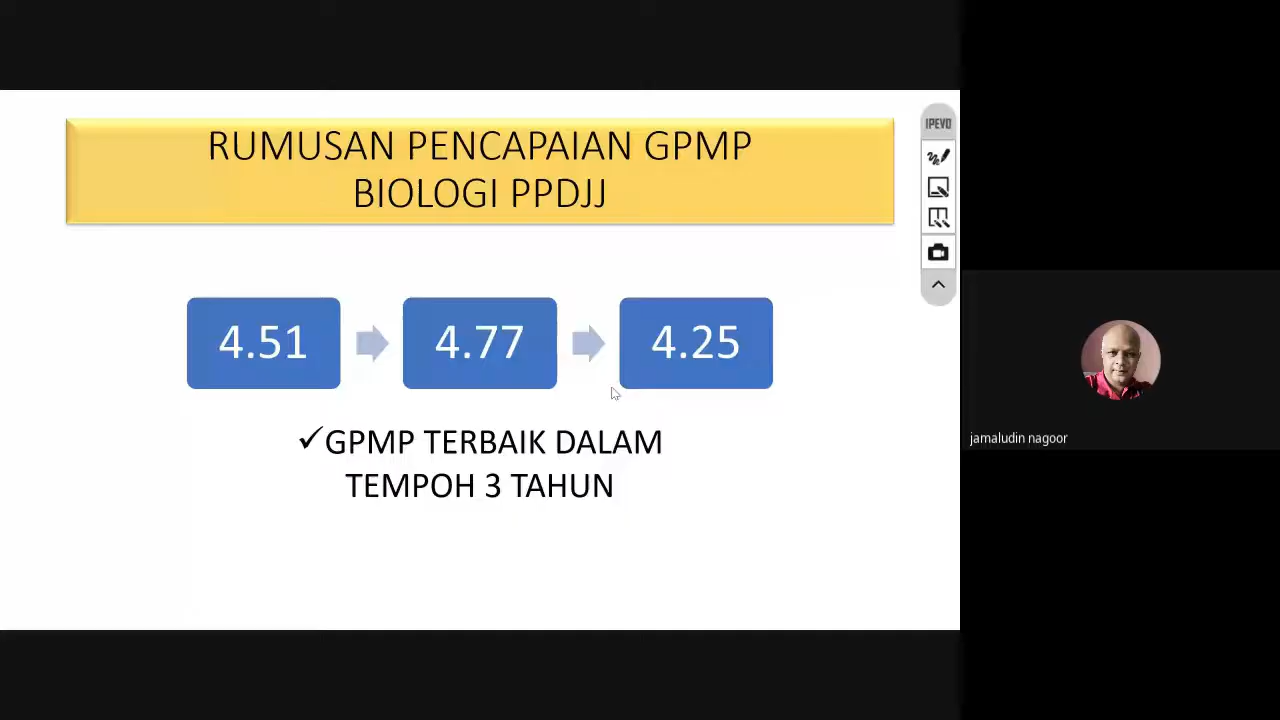 RUMUSAN PENCAPAIAN GPMP
BIOLOGI PPDJJ
IPEVO
4.51
4.77
4.25
✓GPMP TERBAIK DALAM
TEMPOH 3 TAHUN
jamaludin nagoor